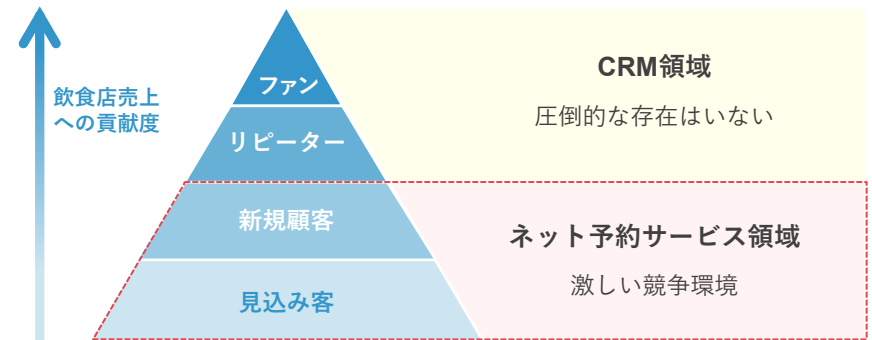 飲食店売上
への貢献度
ファン
リピーター
新規顧客
見込み客
CRM領域
圧倒的な存在はいない
ネット予約サービス領域
激しい競争環境